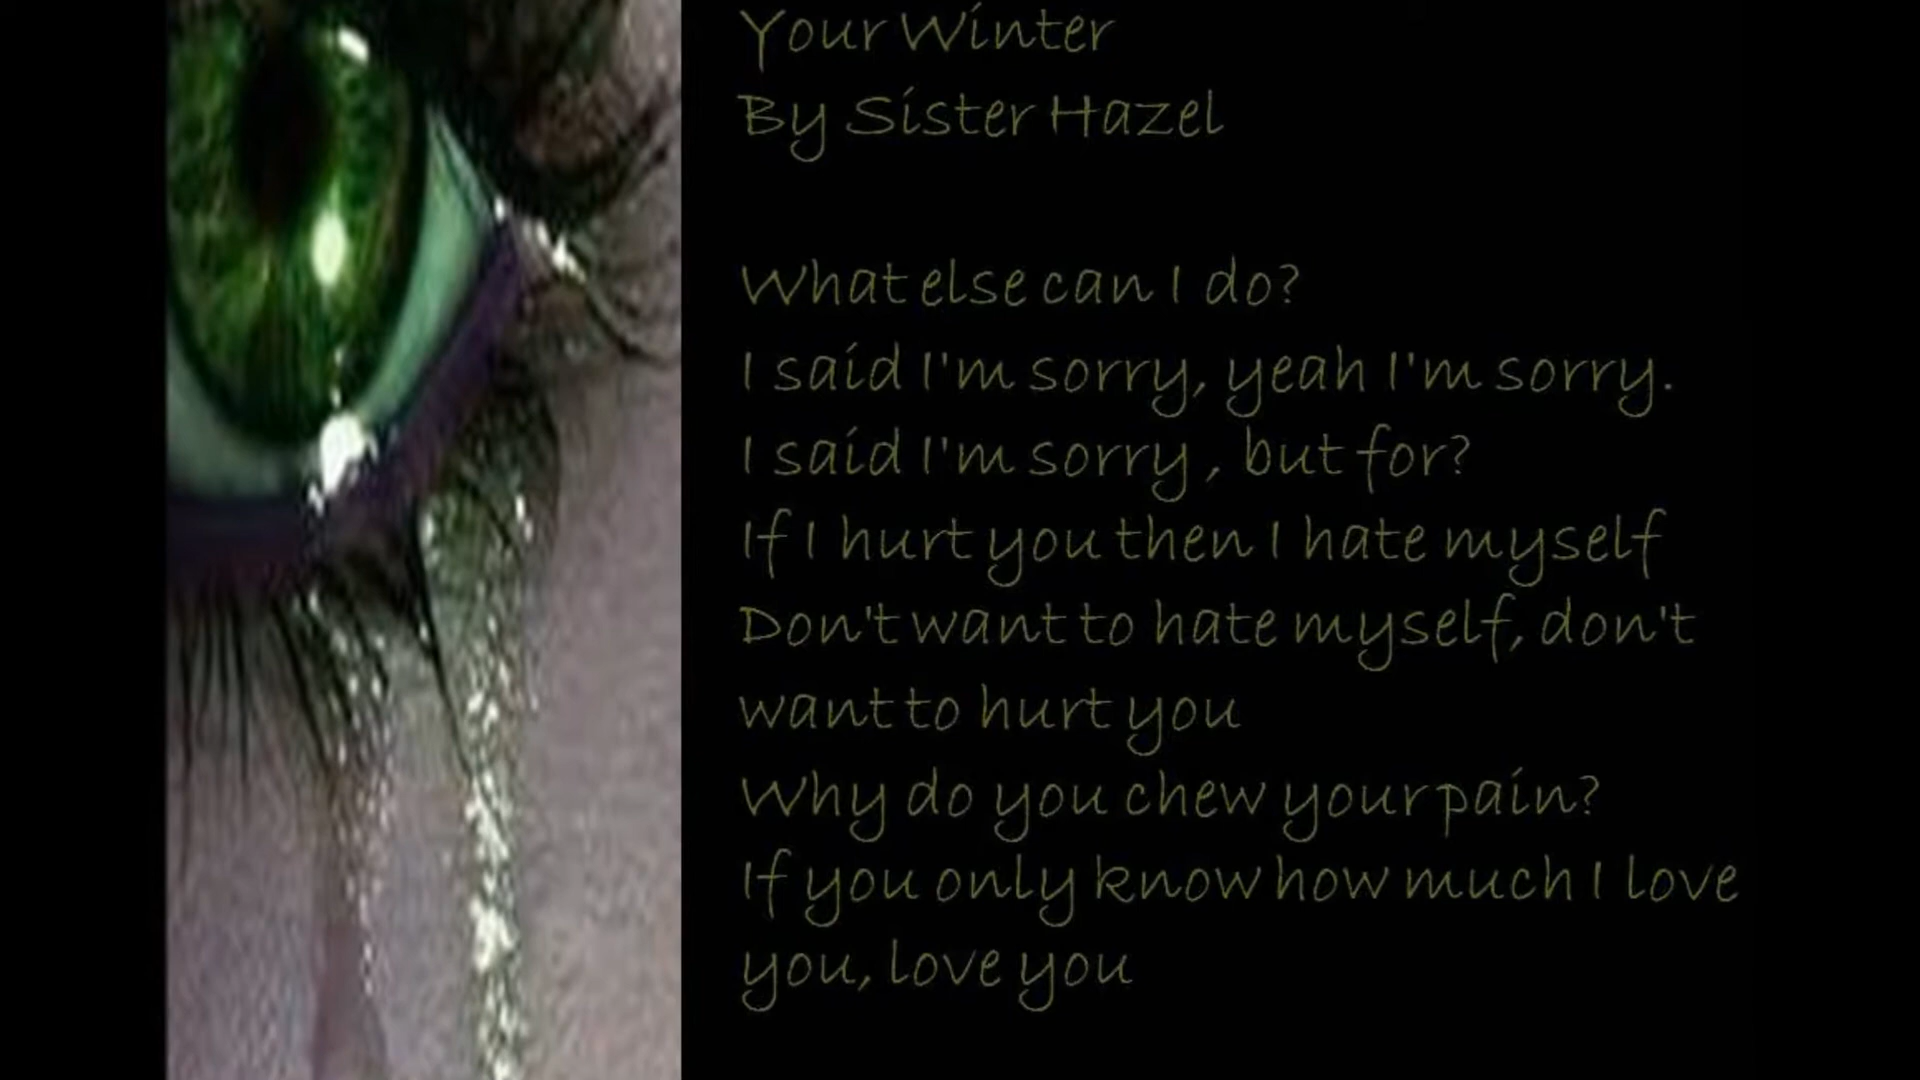 Your Winter
By Sister Hazel
What else can I do?
I said I'm sorry, yeah I'm sorry.
I said I'm sorry , but for?
If I hurt you then I hate myself
Don't want to hate myself, don't
want to hurt you
Why do you chew your pain?
If you only know how much I love
you, love you